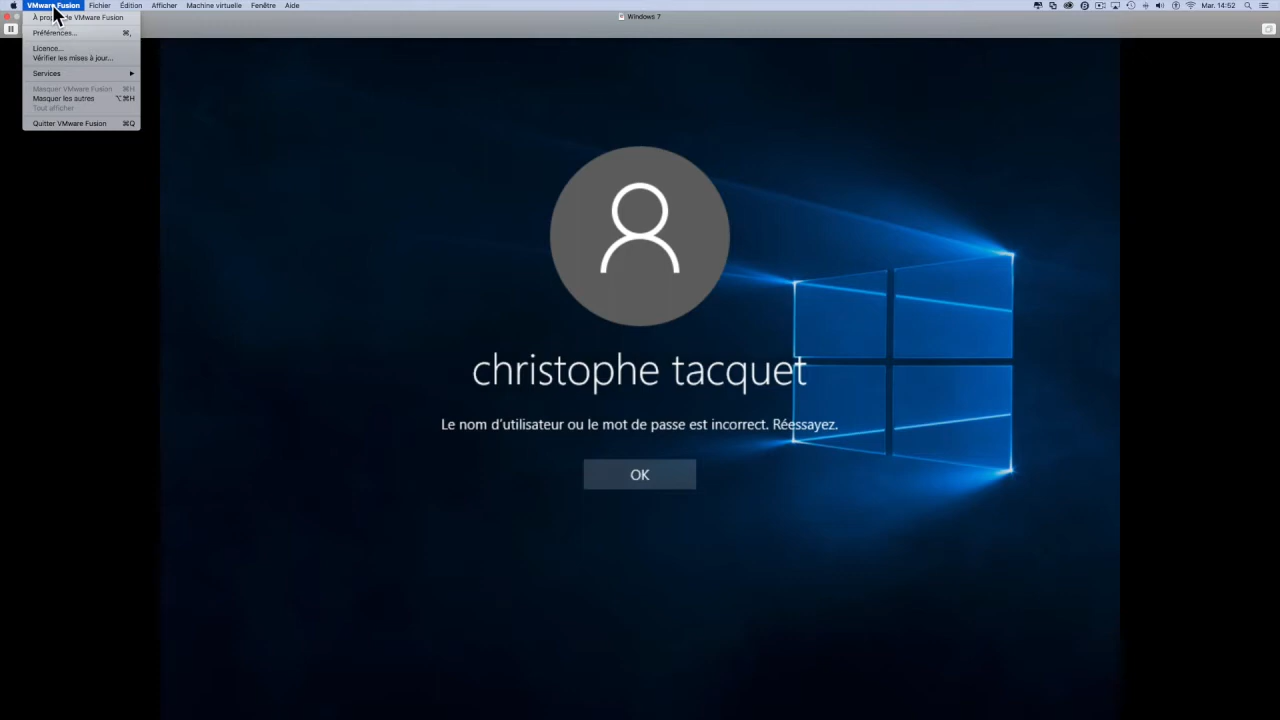 VMware Fusion Fichier Édition Afficher Machine virtuelle Fenêtre Aide Mar. 14:52
Windows 7
À propos de VMware Fusion
Préférences... ⌘,
Licence...
Vérifier les mises à jour...
Services ▶
Masquer VMware Fusion ⌘H
Masquer les autres ⌥⌘H
Tout afficher
Quitter VMware Fusion ⌘Q
christophe tacquet
Le nom d'utilisateur ou le mot de passe est incorrect. Réessayez.
OK